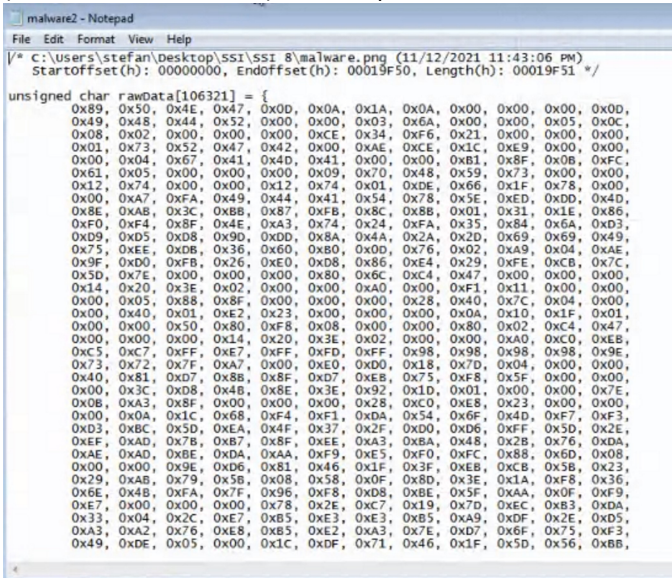 malware2 - Notepad
File Edit Format View Help
/* C:\Users\stefan\Desktop\SSI\SSI 8\malware.png (11/12/2021 11:43:06 PM)
StartOffset(h): 00000000, EndOffset(h): 00019F50, Length(h): 00019F51 */
unsigned char rawData[106321] = {
0x89, 0x50, 0x4E, 0x47, 0x0D, 0x0A, 0x1A, 0x0A, 0x00, 0x00, 0x00, 0x0D,
0x49, 0x48, 0x44, 0x52, 0x00, 0x00, 0x03, 0x6A, 0x00, 0x00, 0x05, 0x0C,
0x08, 0x02, 0x00, 0x00, 0x00, 0xCE, 0x34, 0xF6, 0x21, 0x00, 0x00, 0x00,
0x01, 0x73, 0x52, 0x47, 0x42, 0x00, 0xAE, 0xCE, 0x1C, 0xE9, 0x00, 0x00,
0x00, 0x04, 0x67, 0x41, 0x4D, 0x41, 0x00, 0x00, 0xB1, 0x8F, 0x0B, 0xFC,
0x61, 0x05, 0x00, 0x00, 0x00, 0x09, 0x70, 0x48, 0x59, 0x73, 0x00, 0x00,
0x12, 0x74, 0x00, 0x00, 0x12, 0x74, 0x01, 0xDE, 0x66, 0x1F, 0x78, 0x00,
0x00, 0xA7, 0xFA, 0x49, 0x44, 0x41, 0x54, 0x78, 0x5E, 0xED, 0xDD, 0x4D,
0x8E, 0xAB, 0x3C, 0xBB, 0x87, 0xFB, 0x8C, 0x8B, 0x01, 0x31, 0x1E, 0x86,
0xF0, 0xF4, 0x8F, 0x4E, 0xA3, 0x74, 0x24, 0xFA, 0x35, 0x84, 0x6A, 0xD3,
0xD9, 0xD5, 0xD8, 0x9D, 0xDD, 0x8A, 0x4A, 0x2A, 0x2D, 0x69, 0x69, 0x49,
0x75, 0xEE, 0xDB, 0x36, 0x60, 0x80, 0x0D, 0x76, 0x02, 0xA9, 0x04, 0xAE,
0x9F, 0xD0, 0xFB, 0x26, 0xE0, 0xD8, 0x86, 0xE4, 0x29, 0xFE, 0xCB, 0x7C,
0x5D, 0x7E, 0x00, 0x00, 0x00, 0x80, 0x6C, 0xC4, 0x47, 0x00, 0x00, 0x00,
0x14, 0x20, 0x3E, 0x02, 0x00, 0x00, 0xA0, 0x00, 0xF1, 0x11, 0x00, 0x00,
0x00, 0x05, 0x88, 0x8F, 0x00, 0x00, 0x00, 0x28, 0x40, 0x7C, 0x04, 0x00,
0x00, 0x40, 0x01, 0xE2, 0x23, 0x00, 0x00, 0x00, 0x0A, 0x10, 0x1F, 0x01,
0x00, 0x00, 0x50, 0x80, 0xF8, 0x08, 0x00, 0x00, 0x80, 0x02, 0xC4, 0x47,
0x00, 0x00, 0x00, 0x14, 0x20, 0x3E, 0x02, 0x00, 0x00, 0xA0, 0xC0, 0xEB,
0xC5, 0xC7, 0xFF, 0xE7, 0xFF, 0xFD, 0xFF, 0x98, 0x98, 0x98, 0x98, 0x9E,
0x73, 0x72, 0x7F, 0xA7, 0x00, 0xE0, 0xD0, 0x18, 0x7D, 0x04, 0x00, 0x00,
0x40, 0x81, 0xD7, 0x8B, 0x8F, 0xD7, 0xEB, 0x75, 0xF8, 0x5F, 0x00, 0x00,
0x00, 0x3C, 0xD8, 0x4B, 0x8E, 0x3E, 0x92, 0x1D, 0x01, 0x00, 0x00, 0x7E,
0x0B, 0xA3, 0x8F, 0x00, 0x00, 0x00, 0x28, 0xC0, 0xE8, 0x23, 0x00, 0x00,
0x00, 0x0A, 0x1C, 0x68, 0xF4, 0xF1, 0xDA, 0x54, 0x6F, 0x4D, 0xF7, 0xF3,
0xD3, 0xBC, 0x5D, 0xEA, 0x4F, 0x37, 0x2F, 0xD0, 0xD6, 0xFF, 0x5D, 0x2E,
0xEF, 0xAD, 0x7B, 0xB7, 0x8F, 0xEE, 0xA3, 0xBA, 0x48, 0x2B, 0x76, 0xDA,
0xAE, 0xAD, 0xBE, 0xDA, 0xAA, 0xF9, 0xE5, 0xF0, 0xFC, 0x88, 0x6D, 0x08,
0x00, 0x00, 0x9E, 0xD6, 0x81, 0x46, 0x1F, 0x3F, 0xEB, 0xCB, 0x5B, 0x23,
0x29, 0xAB, 0x79, 0x5B, 0x08, 0x58, 0x0F, 0x8D, 0x3E, 0x1A, 0xF8, 0x36,
0x6E, 0x4B, 0xFA, 0x7F, 0x96, 0xF8, 0xD8, 0xBE, 0x5F, 0xAA, 0x0F, 0xF9,
0xE7, 0x00, 0x00, 0x00, 0x78, 0x2E, 0xC7, 0x19, 0x7D, 0xEC, 0xB3, 0xDA,
0x33, 0x04, 0x2C, 0xE7, 0xB5, 0xE3, 0xE3, 0xB5, 0xA9, 0xDF, 0x2E, 0xD5,
0xA3, 0xA2, 0x76, 0xE8, 0xB5, 0xE2, 0xA3, 0x7E, 0xD7, 0x6F, 0x75, 0xF3,
0x49, 0xDE, 0x05, 0x00, 0x1C, 0xDF, 0x71, 0x46, 0x1F, 0x5D, 0x56, 0xBB,